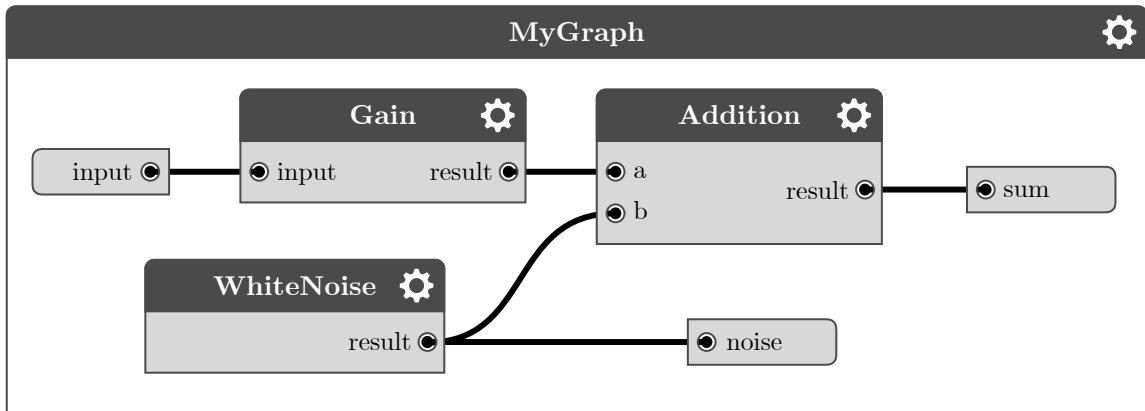 MyGraph
Gain
Addition
input
input
result
a
b
result
sum
WhiteNoise
result
noise